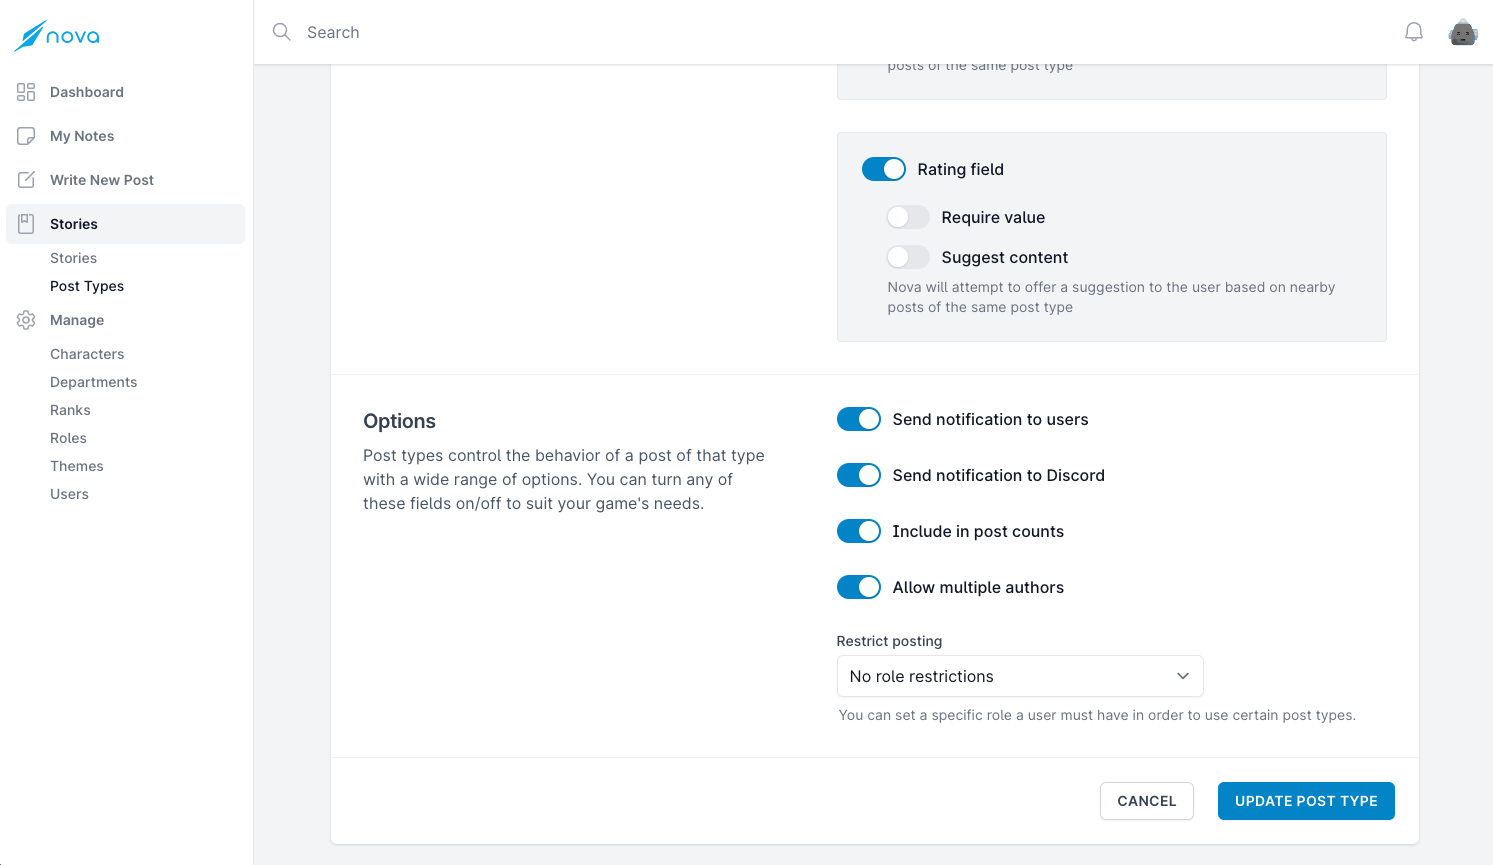 nova
Search
Dashboard
My Notes
Write New Post
Stories
Stories
Post Types
Manage
Characters
Departments
Ranks
Roles
Themes
Users
posts of the same post type
Rating field
Require value
Suggest content
Nova will attempt to offer a suggestion to the user based on nearby
posts of the same post type
Options
Post types control the behavior of a post of that type
with a wide range of options. You can turn any of
these fields on/off to suit your game's needs.
Send notification to users
Send notification to Discord
Include in post counts
Allow multiple authors
Restrict posting
No role restrictions
You can set a specific role a user must have in order to use certain post types.
CANCEL
UPDATE POST TYPE